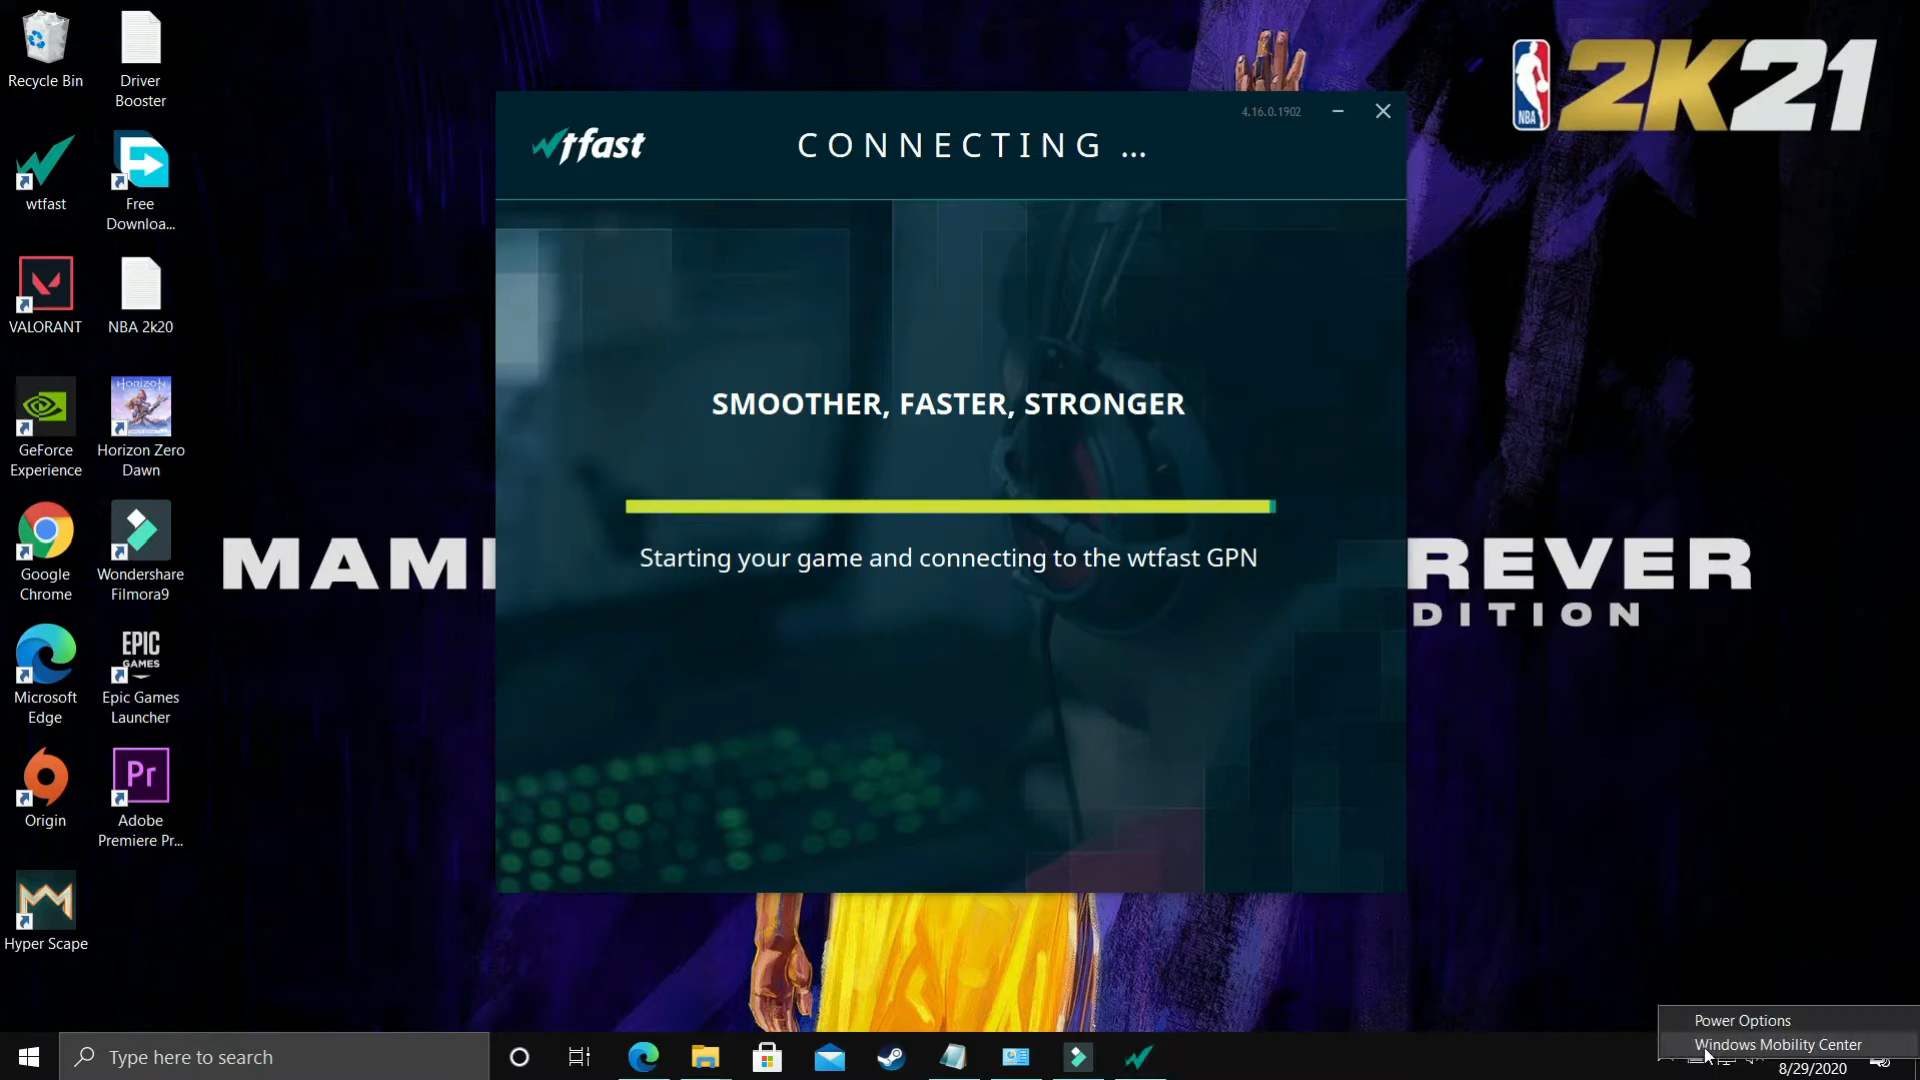 Recycle Bin
Driver
Booster
wtfast
Free
Downloa...
VALORANT
NBA 2k20
GeForce
Experience
HORIZON
Horizon Zero
Dawn
Google
Chrome
Wondershare
Filmora9
Microsoft
Edge
EPIC
GAMES
Epic Games
Launcher
Origin
Pr
Adobe
Premiere Pr...
Hyper Scape
wtfast
CONNECTING ...
4.16.0.1902
SMOOTHER, FASTER, STRONGER
Starting your game and connecting to the wtfast GPN
NBA
2K21
MAM
REVER
DITION
Power Options
Windows Mobility Center
Type here to search
8/29/2020